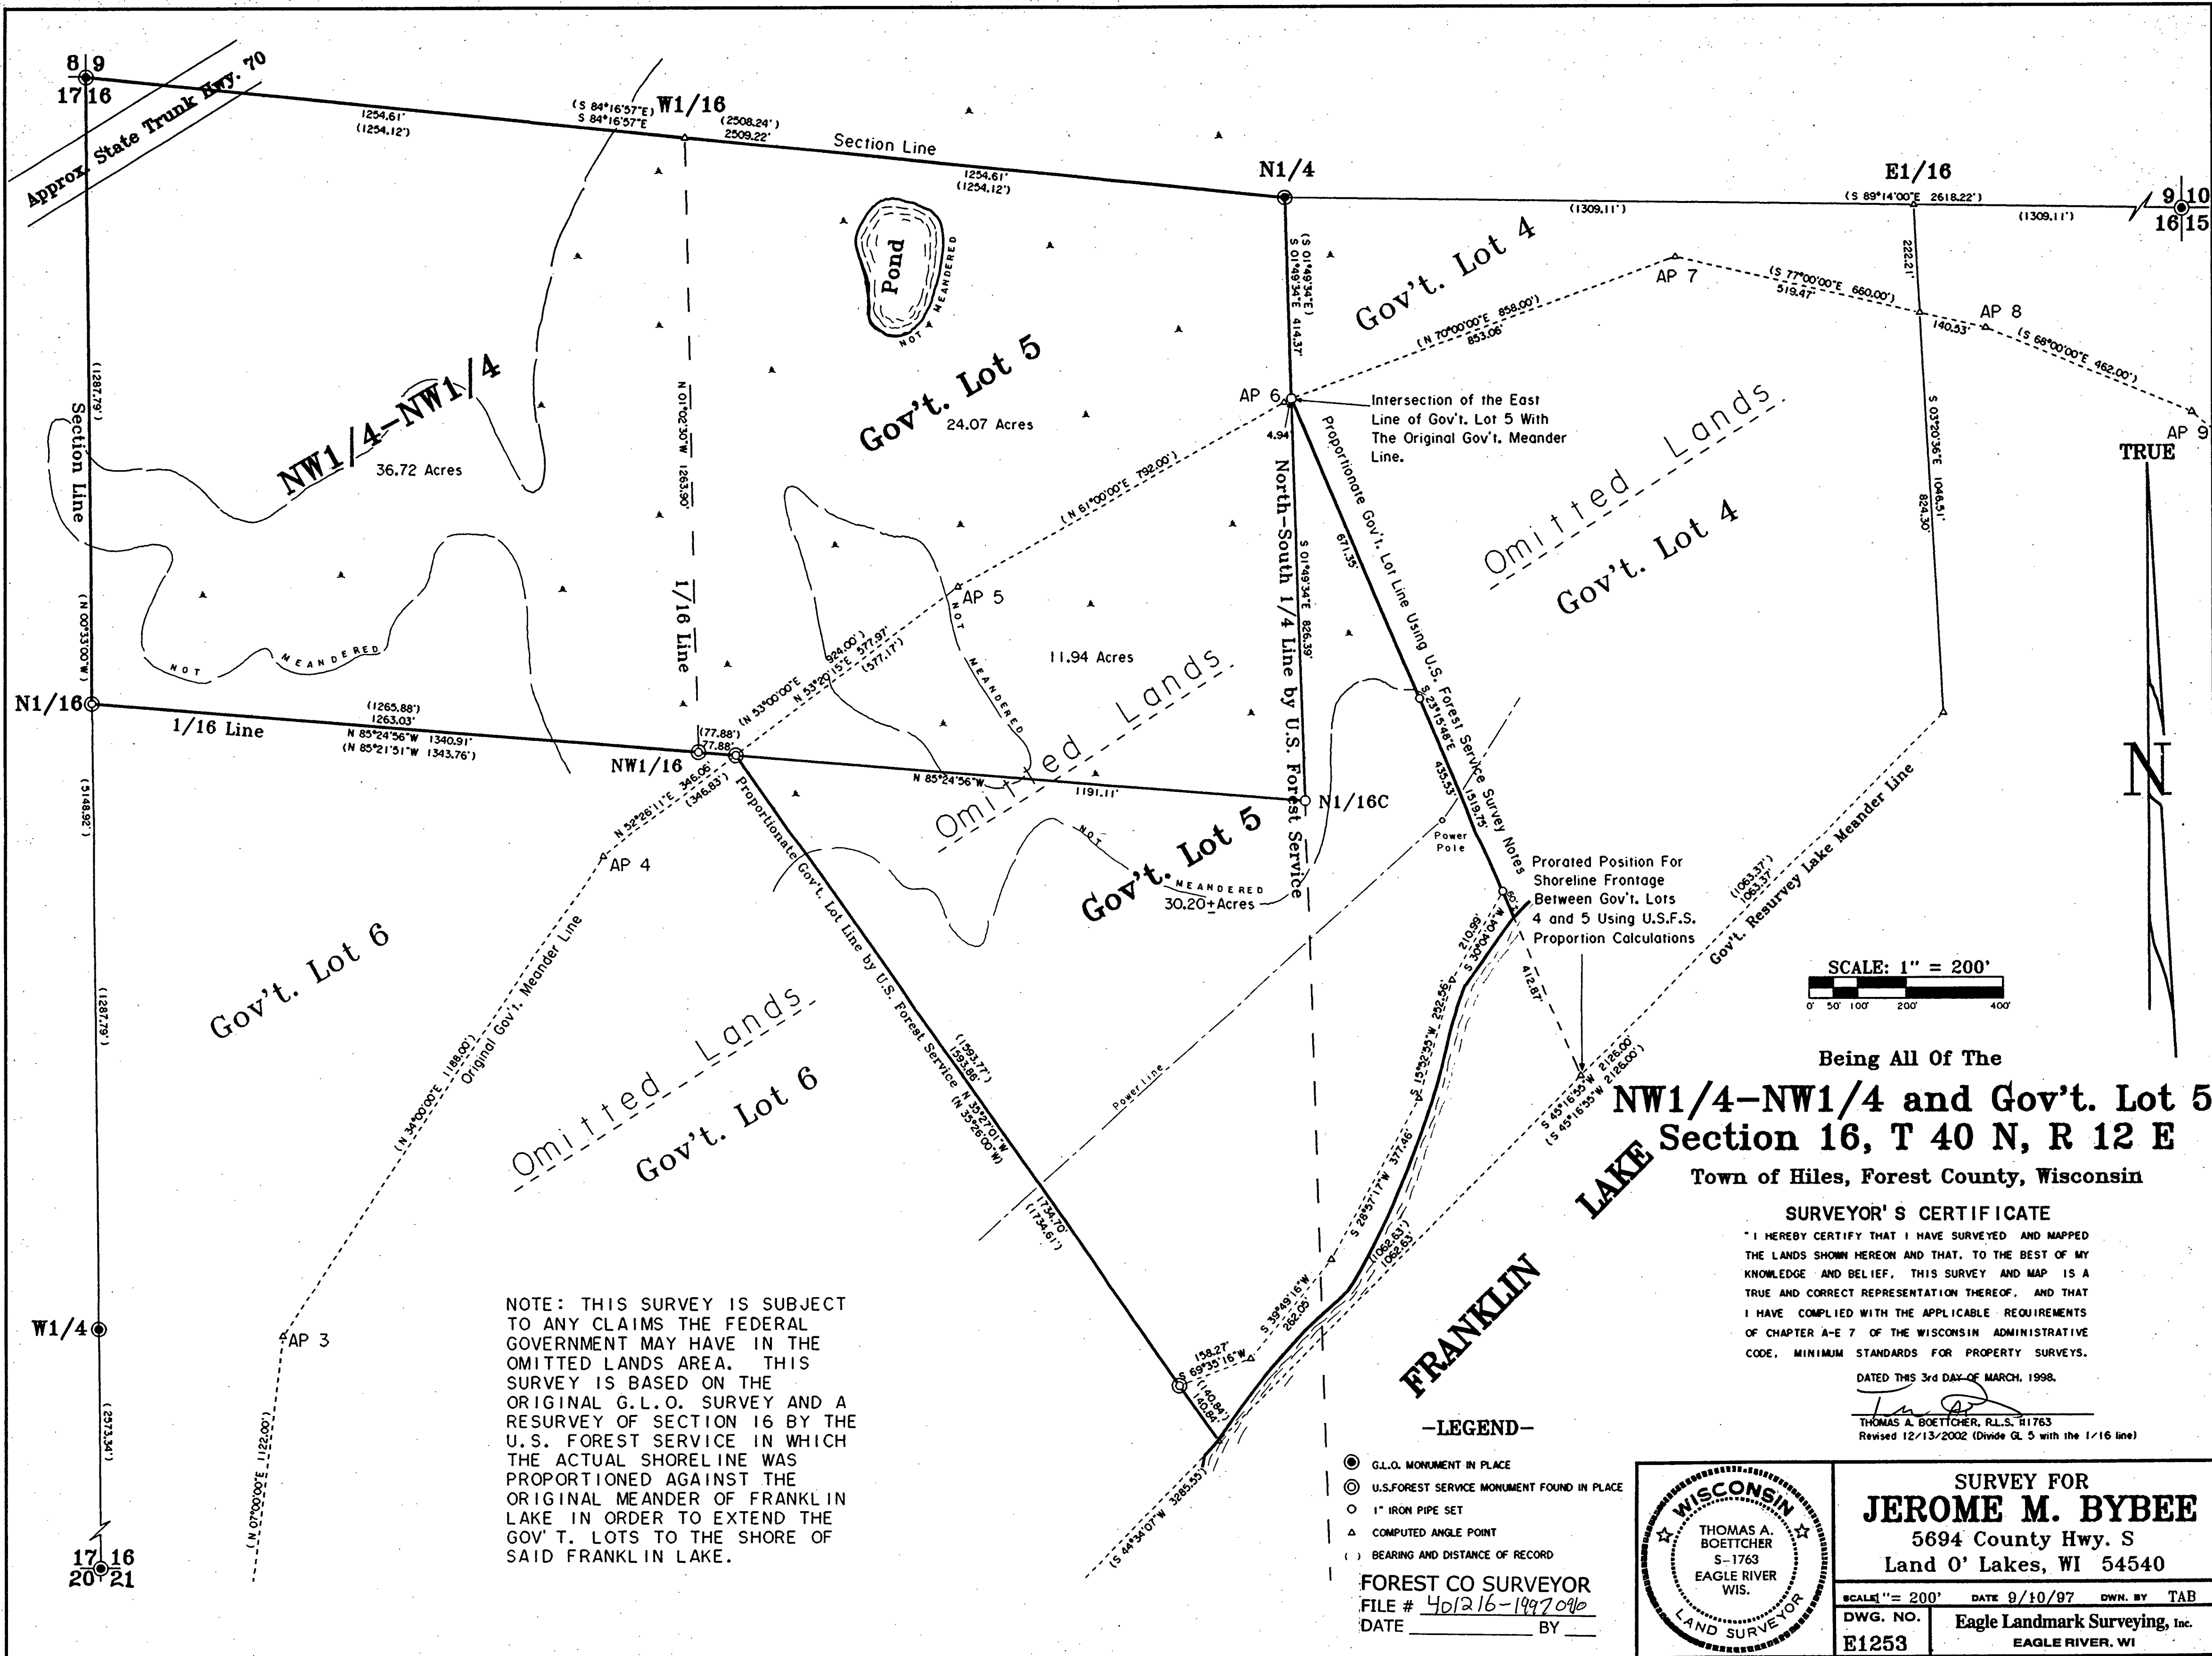 8 9
17 16
Approx. State Trunk Hwy. 70
1254.61'
(1254.12')
(S 84°16'57"E)
S 84°16'57"E
W1/16
(2508.24')
2509.22'
Section Line
1254.61'
(1254.12')
N1/4
(1309.11')
E1/16
(S 89°14'00"E 2618.22')
(1309.11')
9 10
16 15
(1287.79')
Section Line
(N 00°33'00"W)
NW1/4-NW1/4
36.72 Acres
N 01°02'30"W 1263.90'
1/16 Line
Pond
NOT MEANDERED
Gov't. Lot 5
24.07 Acres
(S 01°49'34"E)
S 01°49'34"E 414.37'
Gov't. Lot 4
(N 70°00'00"E 858.00')
853.06'
AP 7
(S 77°00'00"E 660.00')
519.47'
222.21'
140.53'
AP 8
(S 68°00'00"E 462.00')
AP 9
AP 6
4.94'
Intersection of the East
Line of Gov't. Lot 5 With
The Original Gov't. Meander
Line.
Omitted Lands
Gov't. Lot 4
S 03°20'36"E 1046.51'
824.30'
TRUE
N
(N 61°00'00"E 792.00')
North-South 1/4 Line by U.S. Forest Service
S 01°49'34"E 826.39'
Proportionate Gov't. Lot Line Using U.S. Forest Service Survey Notes
671.35'
S 23°15'48"E
1519.75'
435.53'
AP 5
NOT MEANDERED
11.94 Acres
Omitted Lands
NOT MEANDERED
N1/16
(1265.88')
1263.03'
1/16 Line
N 85°24'56"W 1340.91'
(N 85°21'51"W 1343.76')
NW1/16
(77.88')
77.88'
(N 53°00'00"E 924.00')
N 53°20'15"E 577.97'
(577.17')
N 85°24'56"W
1191.11'
N1/16C
N 52°26'11"E 346.06'
(346.83')
AP 4
Gov't. Lot 5
NOT MEANDERED
30.20±Acres
Power
Pole
Prorated Position For
Shoreline Frontage
Between Gov't. Lots
4 and 5 Using U.S.F.S.
Proportion Calculations
(1063.37')
1063.37'
Gov't. Resurvey Lake Meander Line
(5148.92')
(1287.79')
Gov't. Lot 6
Original Gov't. Meander Line
(N 34°00'00"E 1188.00')
Omitted Lands
Gov't. Lot 6
Proportionate Gov't. Lot Line by U.S. Forest Service
(1593.77')
1593.86'
N 35°27'01"W
(N 35°26'00"W)
1734.70'
(1734.61')
Powerline
210.99'
S 30°04'04"W
412.87'
S 15°52'55"W 252.56'
S 28°57'17"W 377.46'
S 45°16'55"W 2126.00'
(S 45°16'55"W 2126.00')
(1062.63')
1062.63'
S 39°49'16"W
262.05'
158.27'
S 69°35'16"W
(140.84')
140.84'
(S 44°34'07"W 3285.55')
FRANKLIN LAKE
W1/4
AP 3
(2573.34')
(N 07°00'00"E 1122.00')
17 16
20 21
NOTE: THIS SURVEY IS SUBJECT
TO ANY CLAIMS THE FEDERAL
GOVERNMENT MAY HAVE IN THE
OMITTED LANDS AREA. THIS
SURVEY IS BASED ON THE
ORIGINAL G.L.O. SURVEY AND A
RESURVEY OF SECTION 16 BY THE
U.S. FOREST SERVICE IN WHICH
THE ACTUAL SHORELINE WAS
PROPORTIONED AGAINST THE
ORIGINAL MEANDER OF FRANKLIN
LAKE IN ORDER TO EXTEND THE
GOV'T. LOTS TO THE SHORE OF
SAID FRANKLIN LAKE.
SCALE: 1" = 200'
0' 50' 100' 200' 400'
Being All Of The
NW1/4-NW1/4 and Gov't. Lot 5
Section 16, T 40 N, R 12 E
Town of Hiles, Forest County, Wisconsin
SURVEYOR'S CERTIFICATE
"I HEREBY CERTIFY THAT I HAVE SURVEYED AND MAPPED
THE LANDS SHOWN HEREON AND THAT, TO THE BEST OF MY
KNOWLEDGE AND BELIEF, THIS SURVEY AND MAP IS A
TRUE AND CORRECT REPRESENTATION THEREOF, AND THAT
I HAVE COMPLIED WITH THE APPLICABLE REQUIREMENTS
OF CHAPTER A-E 7 OF THE WISCONSIN ADMINISTRATIVE
CODE, MINIMUM STANDARDS FOR PROPERTY SURVEYS.
DATED THIS 3rd DAY OF MARCH, 1998.
THOMAS A. BOETTCHER, R.L.S. #1763
Revised 12/13/2002 (Divide GL 5 with the 1/16 line)
-LEGEND-
G.L.O. MONUMENT IN PLACE
U.S.FOREST SERVICE MONUMENT FOUND IN PLACE
1" IRON PIPE SET
COMPUTED ANGLE POINT
( ) BEARING AND DISTANCE OF RECORD
FOREST CO SURVEYOR
FILE # 401216-1997090
DATE BY
WISCONSIN
THOMAS A.
BOETTCHER
S-1763
EAGLE RIVER
WIS.
LAND SURVEYOR
SURVEY FOR
JEROME M. BYBEE
5694 County Hwy. S
Land O' Lakes, WI 54540
SCALE 1"= 200' DATE 9/10/97 DWN. BY TAB
DWG. NO.
E1253
Eagle Landmark Surveying, Inc.
EAGLE RIVER, WI